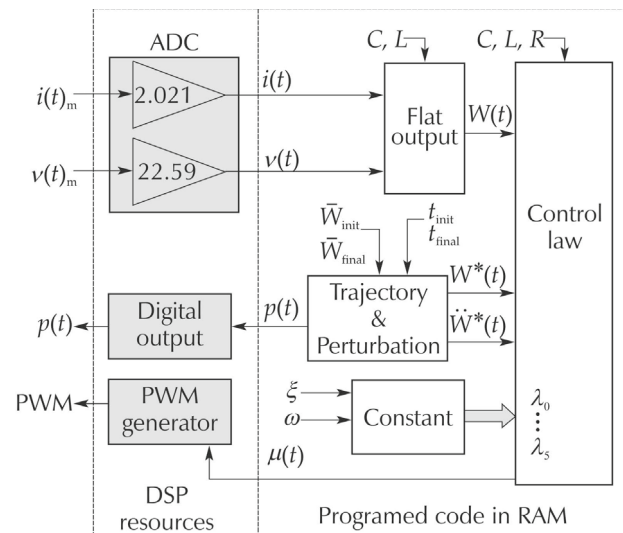 ADC
C, L
C, L, R
i(t)m
2.021
i(t)
Flat
output
W(t)
v(t)m
22.59
v(t)
Control
law
W̄init
W̄final
tinit
tfinal
p(t)
Digital
output
p(t)
Trajectory
&
Perturbation
W*(t)
Ẅ*(t)
PWM
PWM
generator
ξ
ω
Constant
λ0
⋮
λ5
μ(t)
DSP
resources
Programed code in RAM